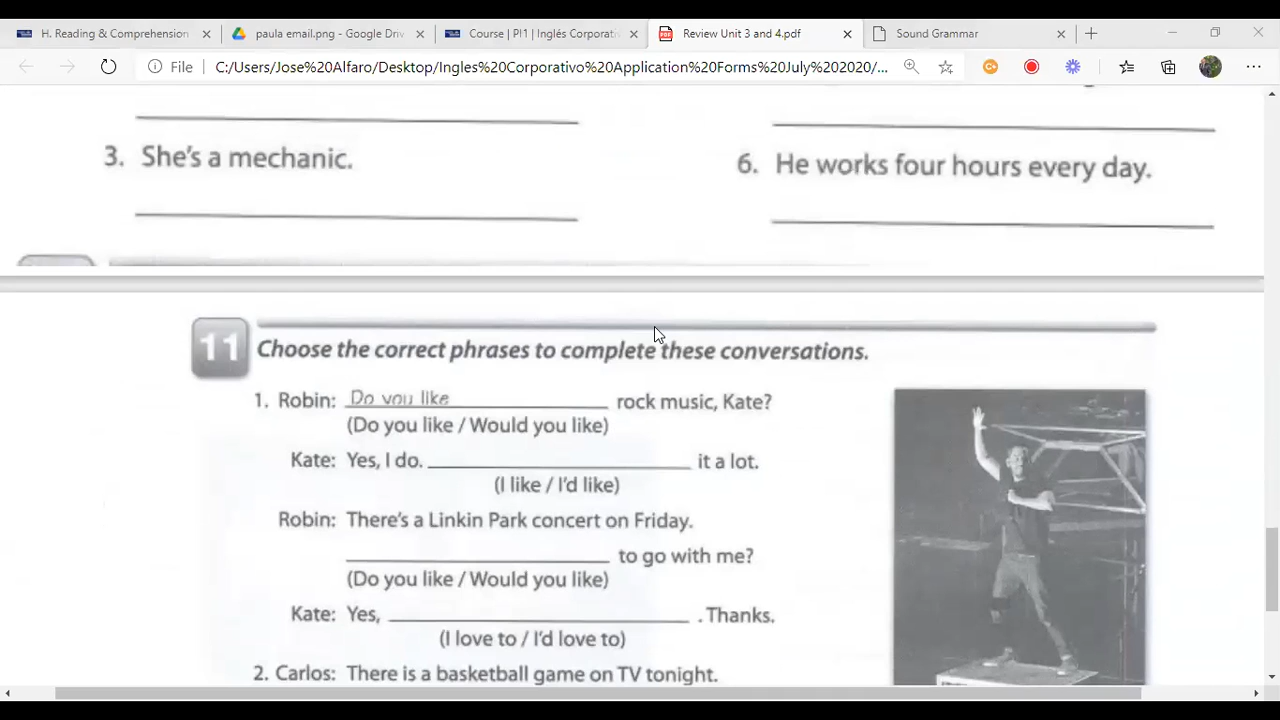 H. Reading & Comprehension
paula email.png - Google Driv
Course | PI1 | Inglés Corporati
Review Unit 3 and 4.pdf
Sound Grammar
File
C:/Users/Jose%20Alfaro/Desktop/Ingles%20Corporativo%20Application%20Forms%20July%202020/...
3. She's a mechanic.
6. He works four hours every day.
11 Choose the correct phrases to complete these conversations.
1. Robin: Do you like rock music, Kate?
(Do you like / Would you like)
Kate: Yes, I do. it a lot.
(I like / I'd like)
Robin: There's a Linkin Park concert on Friday.
to go with me?
(Do you like / Would you like)
Kate: Yes, . Thanks.
(I love to / I'd love to)
2. Carlos: There is a basketball game on TV tonight.